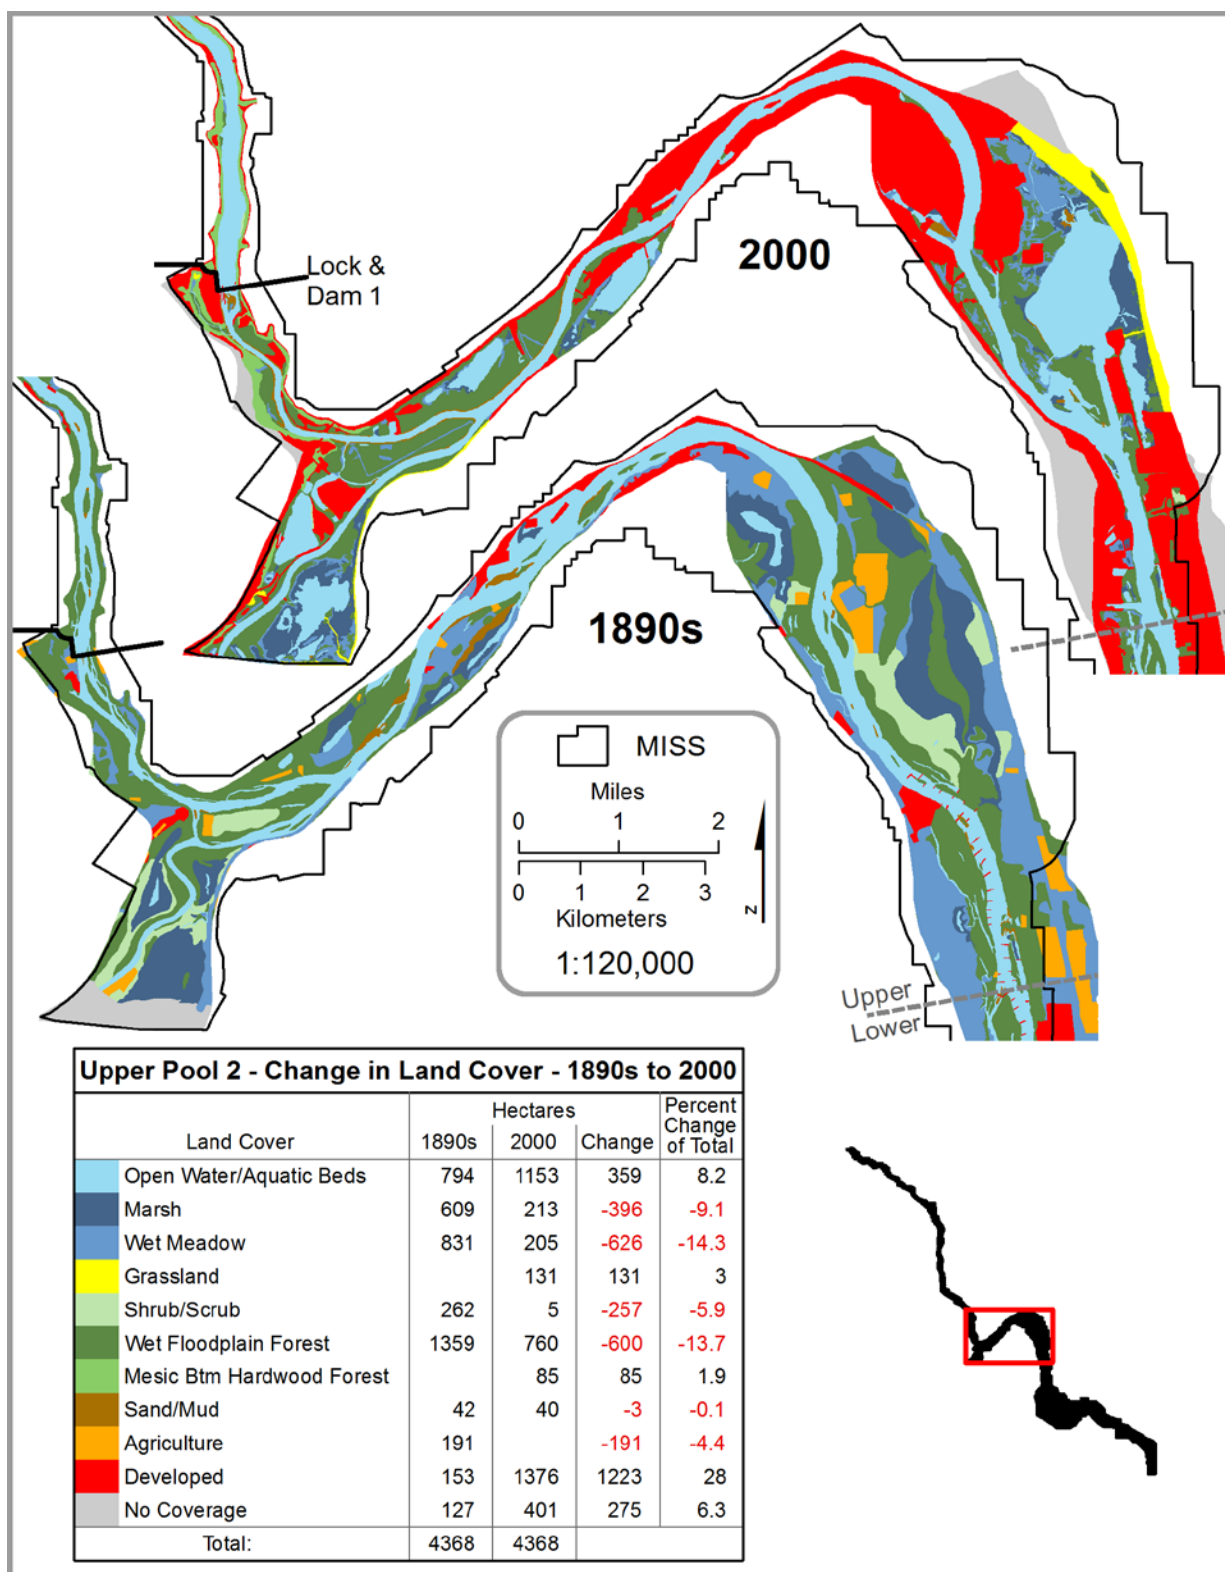 2000
Lock &
Dam 1
1890s
MISS
Miles
0 1 2
0 1 2 3
Kilometers
1:120,000
z
Upper
Lower
Upper Pool 2 - Change in Land Cover - 1890s to 2000
Land Cover Hectares Percent Change of Total
1890s 2000 Change
Open Water/Aquatic Beds 794 1153 359 8.2
Marsh 609 213 -396 -9.1
Wet Meadow 831 205 -626 -14.3
Grassland 131 131 3
Shrub/Scrub 262 5 -257 -5.9
Wet Floodplain Forest 1359 760 -600 -13.7
Mesic Btm Hardwood Forest 85 85 1.9
Sand/Mud 42 40 -3 -0.1
Agriculture 191 -191 -4.4
Developed 153 1376 1223 28
No Coverage 127 401 275 6.3
Total: 4368 4368